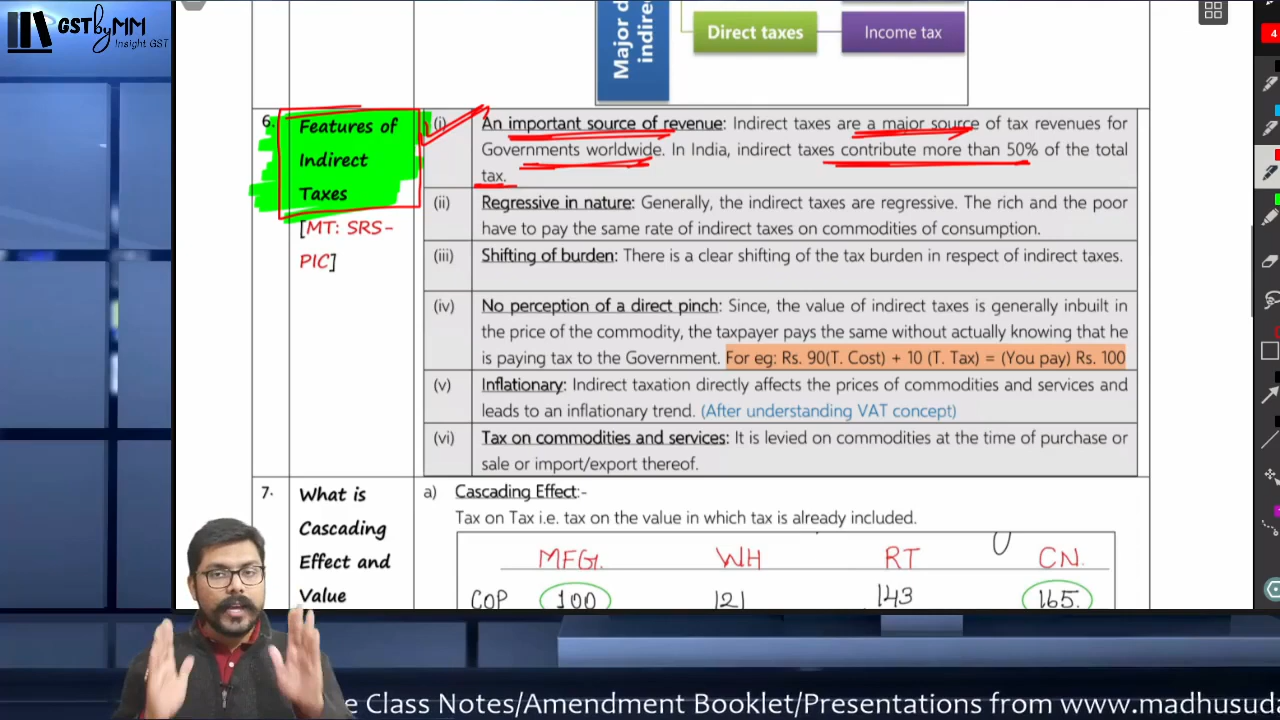 GSTbyMM
Insight GST
Major d
indire
Direct taxes
Income tax
4
6.
Features of
Indirect
Taxes
[MT: SRS-
PIC]
(i)
An important source of revenue: Indirect taxes are a major source of tax revenues for
Governments worldwide. In India, indirect taxes contribute more than 50% of the total
tax.
(ii)
Regressive in nature: Generally, the indirect taxes are regressive. The rich and the poor
have to pay the same rate of indirect taxes on commodities of consumption.
(iii)
Shifting of burden: There is a clear shifting of the tax burden in respect of indirect taxes.
(iv)
No perception of a direct pinch: Since, the value of indirect taxes is generally inbuilt in
the price of the commodity, the taxpayer pays the same without actually knowing that he
is paying tax to the Government. For eg: Rs. 90(T. Cost) + 10 (T. Tax) = (You pay) Rs. 100
(v)
Inflationary: Indirect taxation directly affects the prices of commodities and services and
leads to an inflationary trend. (After understanding VAT concept)
(vi)
Tax on commodities and services: It is levied on commodities at the time of purchase or
sale or import/export thereof.
7.
What is
Cascading
Effect and
Value
a) Cascading Effect:-
Tax on Tax i.e. tax on the value in which tax is already included.
MFG. WH RT CN.
COP 100 121 143 165.
e Class Notes/Amendment Booklet/Presentations from www.madhusuda